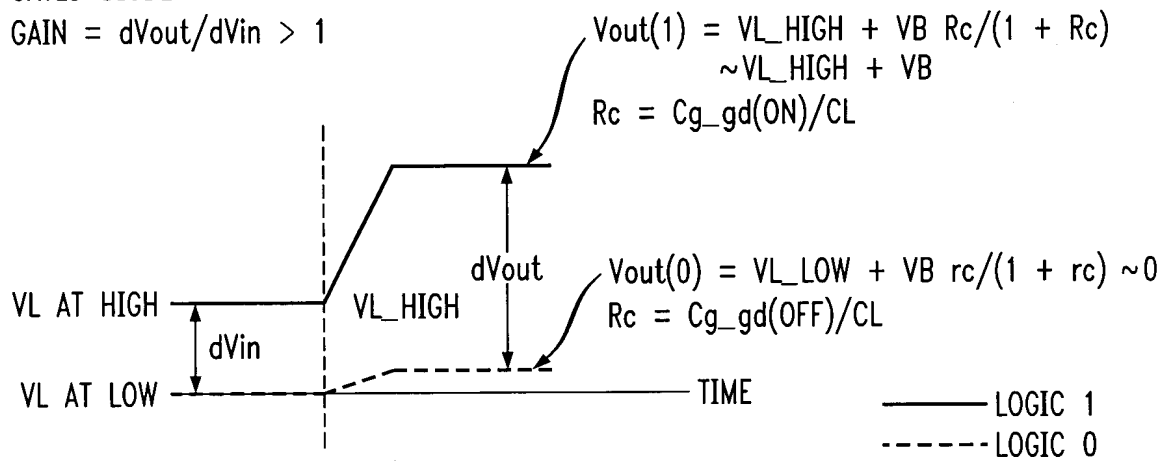 GAIN = dVout/dVin > 1
Vout(1) = VL_HIGH + VB Rc/(1 + Rc)
~VL_HIGH + VB
Rc = Cg_gd(ON)/CL
dVout
Vout(0) = VL_LOW + VB rc/(1 + rc) ~0
Rc = Cg_gd(OFF)/CL
VL AT HIGH
VL_HIGH
dVin
VL AT LOW
TIME
LOGIC 1
LOGIC 0